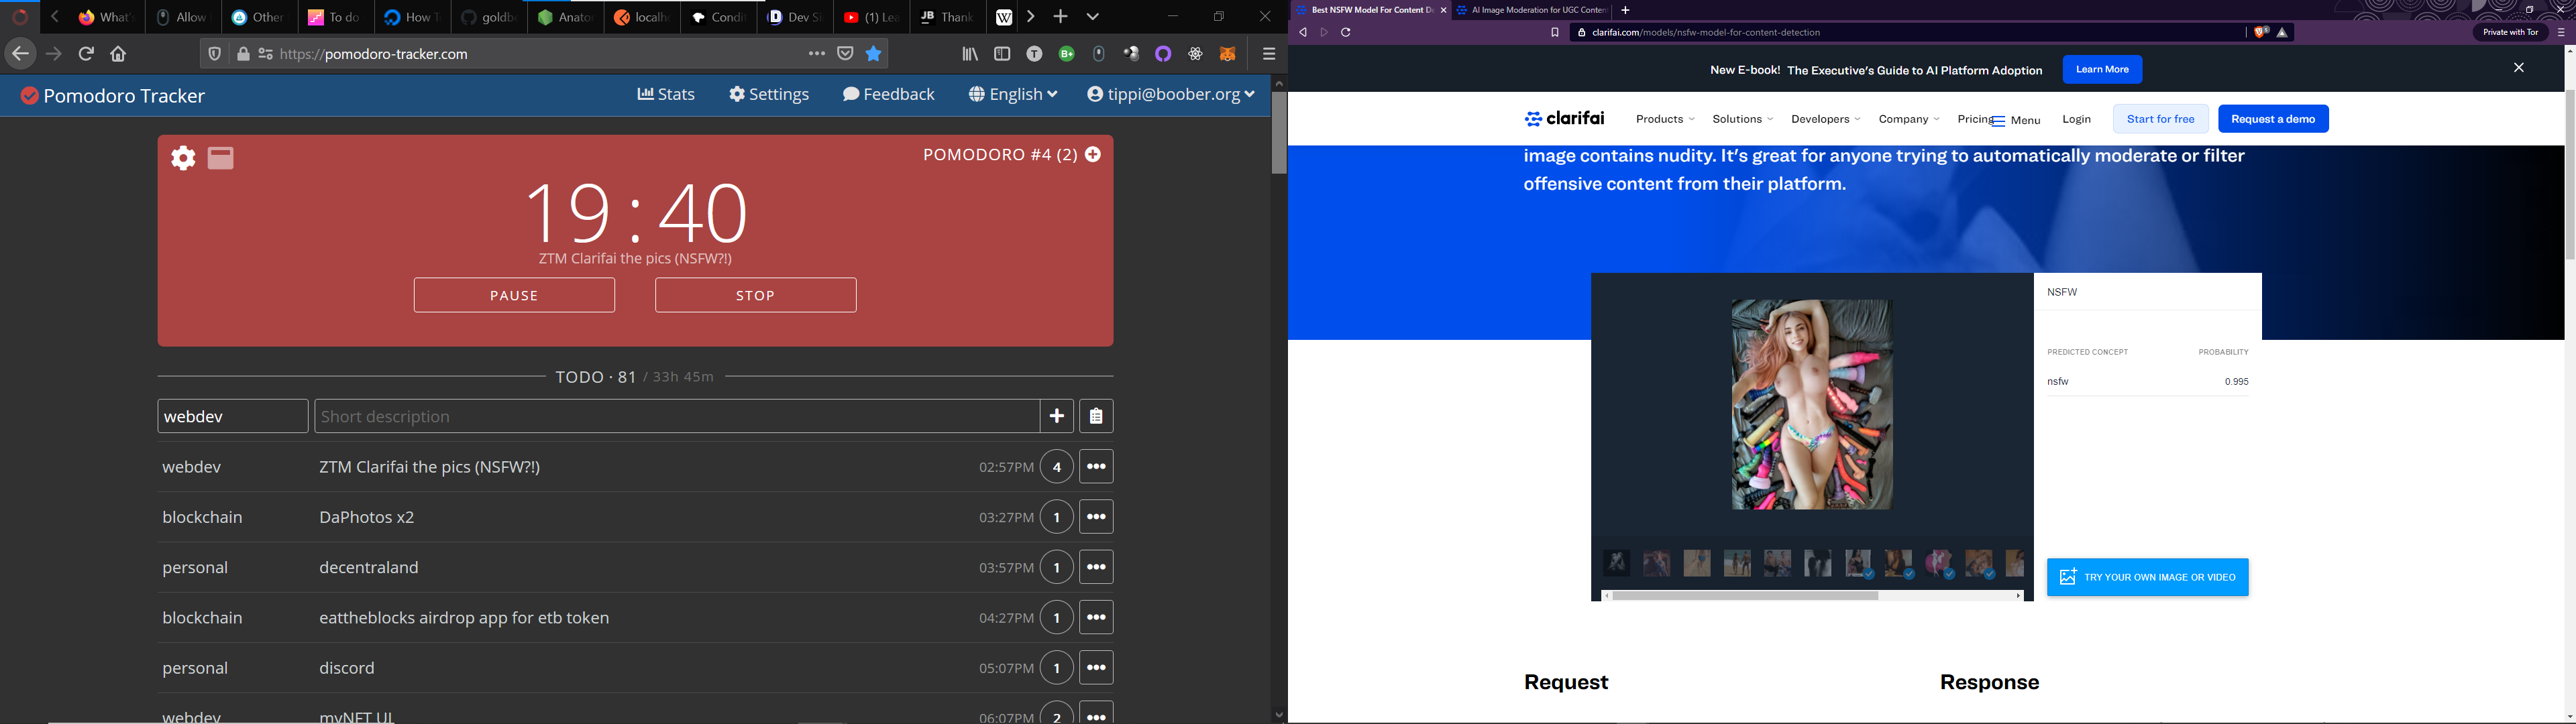 What's
Allow
Other
To do
How T
goldb
Anator
localh
Condi
Dev Si
(1) Lea
JB Thank
W
https://pomodoro-tracker.com
T
B+
Pomodoro Tracker
Stats
Settings
Feedback
English
tippi@boober.org
POMODORO #4 (2)
19 : 40
ZTM Clarifai the pics (NSFW?!)
PAUSE
STOP
TODO · 81 / 33h 45m
webdev
Short description
webdev ZTM Clarifai the pics (NSFW?!) 02:57PM 4
blockchain DaPhotos x2 03:27PM 1
personal decentraland 03:57PM 1
blockchain eattheblocks airdrop app for etb token 04:27PM 1
personal discord 05:07PM 1
webdev myNFT UI 06:07PM 2
Best NSFW Model For Content De
AI Image Moderation for UGC Conten
clarifai.com/models/nsfw-model-for-content-detection
Private with Tor
New E-book! The Executive's Guide to AI Platform Adoption
Learn More
clarifai
Products
Solutions
Developers
Company
Pricing
Menu
Login
Start for free
Request a demo
image contains nudity. It's great for anyone trying to automatically moderate or filter
offensive content from their platform.
NSFW
PREDICTED CONCEPT PROBABILITY
nsfw 0.995
TRY YOUR OWN IMAGE OR VIDEO
Request
Response